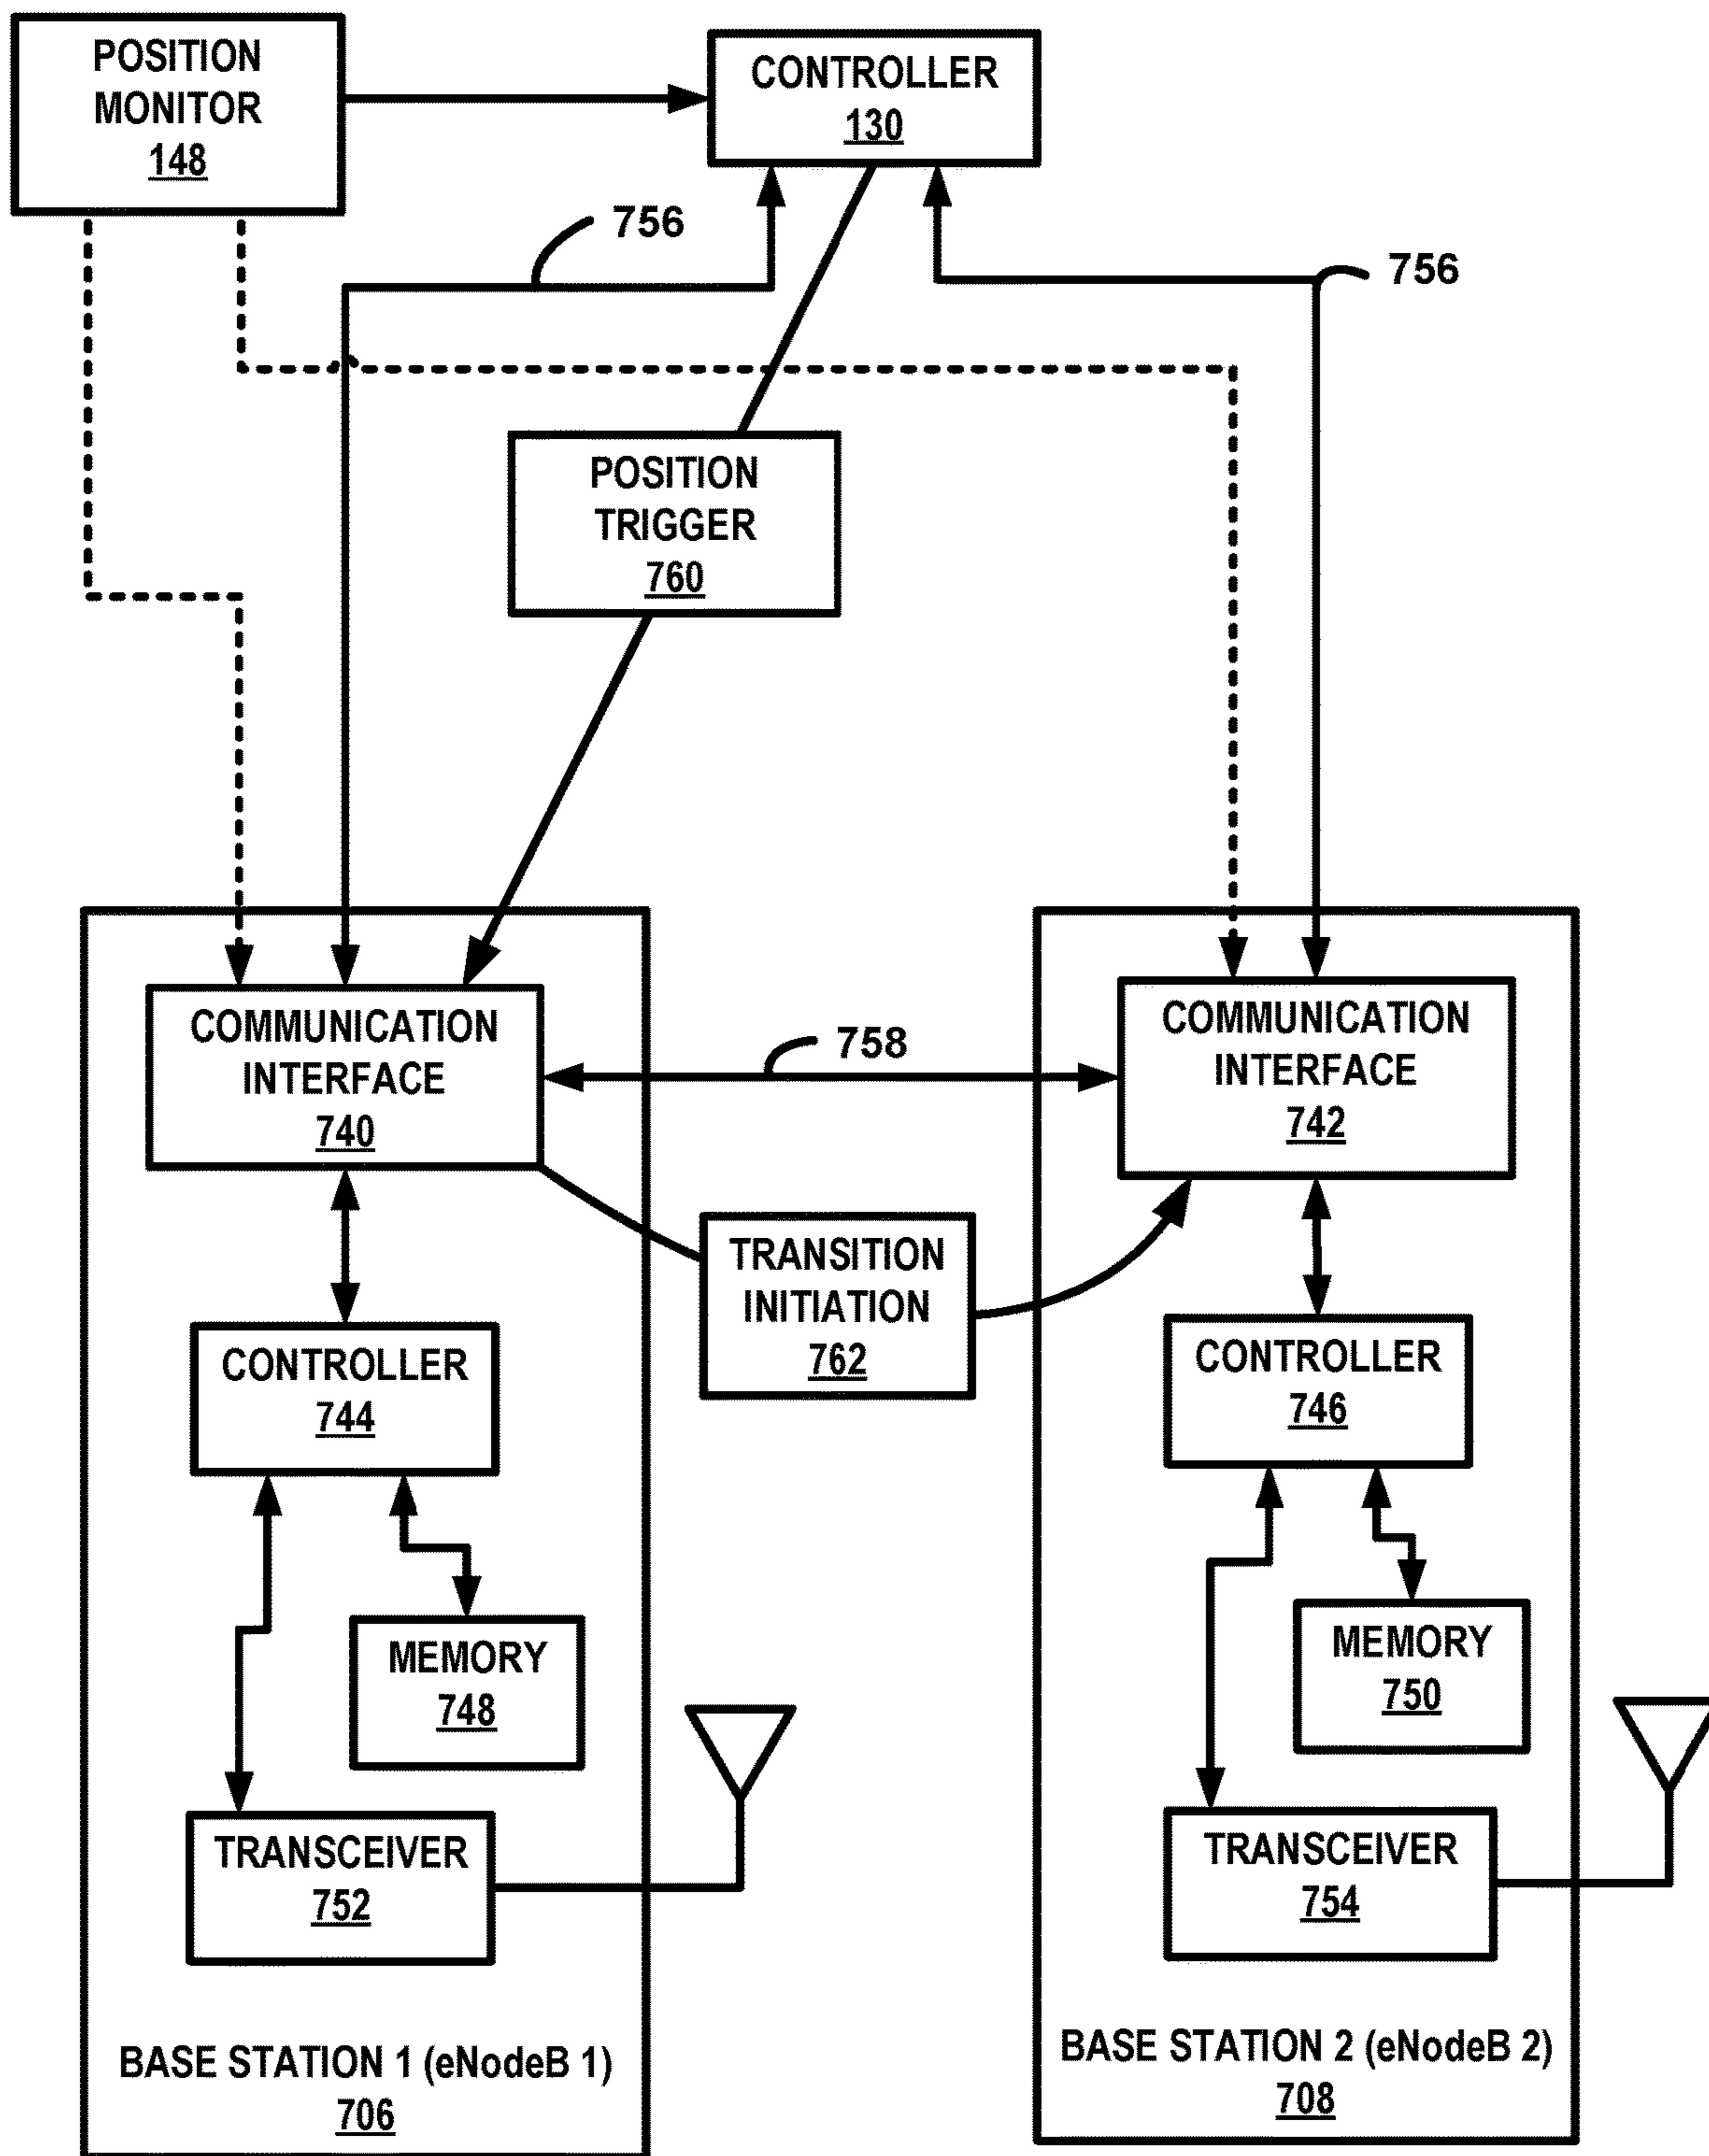 POSITION
MONITOR
148
CONTROLLER
130
756
756
POSITION
TRIGGER
760
COMMUNICATION
INTERFACE
740
758
COMMUNICATION
INTERFACE
742
TRANSITION
INITIATION
762
CONTROLLER
744
CONTROLLER
746
MEMORY
748
MEMORY
750
TRANSCEIVER
752
TRANSCEIVER
754
BASE STATION 1 (eNodeB 1)
706
BASE STATION 2 (eNodeB 2)
708